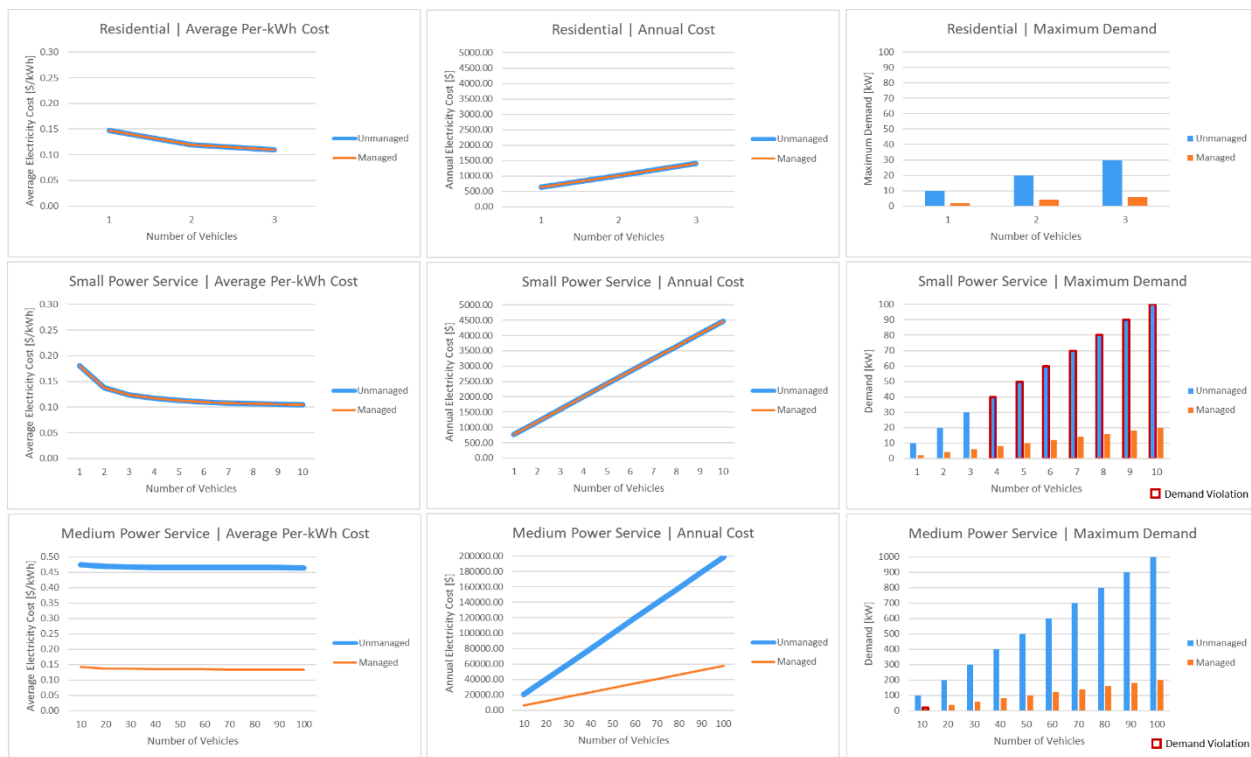 Residential | Average Per-kWh Cost
Average Electricity Cost [$/kWh]
0.30
0.25
0.20
0.15
0.10
0.05
0.00
1 2 3
Number of Vehicles
Unmanaged
Managed
Residential | Annual Cost
Annual Electricity Cost [$]
5000.00
4500.00
4000.00
3500.00
3000.00
2500.00
2000.00
1500.00
1000.00
500.00
0.00
1 2 3
Number of Vehicles
Unmanaged
Managed
Residential | Maximum Demand
Maximum Demand [kW]
100
90
80
70
60
50
40
30
20
10
0
1 2 3
Number of Vehicles
Unmanaged
Managed
Small Power Service | Average Per-kWh Cost
Average Electricity Cost [$/kWh]
0.30
0.25
0.20
0.15
0.10
0.05
0.00
1 2 3 4 5 6 7 8 9 10
Number of Vehicles
Unmanaged
Managed
Small Power Service | Annual Cost
Annual Electricity Cost [$]
5000.00
4500.00
4000.00
3500.00
3000.00
2500.00
2000.00
1500.00
1000.00
500.00
0.00
1 2 3 4 5 6 7 8 9 10
Number of Vehicles
Unmanaged
Managed
Small Power Service | Maximum Demand
Demand [kW]
100
90
80
70
60
50
40
30
20
10
0
1 2 3 4 5 6 7 8 9 10
Number of Vehicles
Unmanaged
Managed
Demand Violation
Medium Power Service | Average Per-kWh Cost
Average Electricity Cost [$/kWh]
0.50
0.45
0.40
0.35
0.30
0.25
0.20
0.15
0.10
0.05
0.00
10 20 30 40 50 60 70 80 90 100
Number of Vehicles
Unmanaged
Managed
Medium Power Service | Annual Cost
Annual Electricity Cost [$]
200000.00
180000.00
160000.00
140000.00
120000.00
100000.00
80000.00
60000.00
40000.00
20000.00
0.00
10 20 30 40 50 60 70 80 90 100
Number of Vehicles
Unmanaged
Managed
Medium Power Service | Maximum Demand
Demand [kW]
1000
900
800
700
600
500
400
300
200
100
0
10 20 30 40 50 60 70 80 90 100
Number of Vehicles
Unmanaged
Managed
Demand Violation